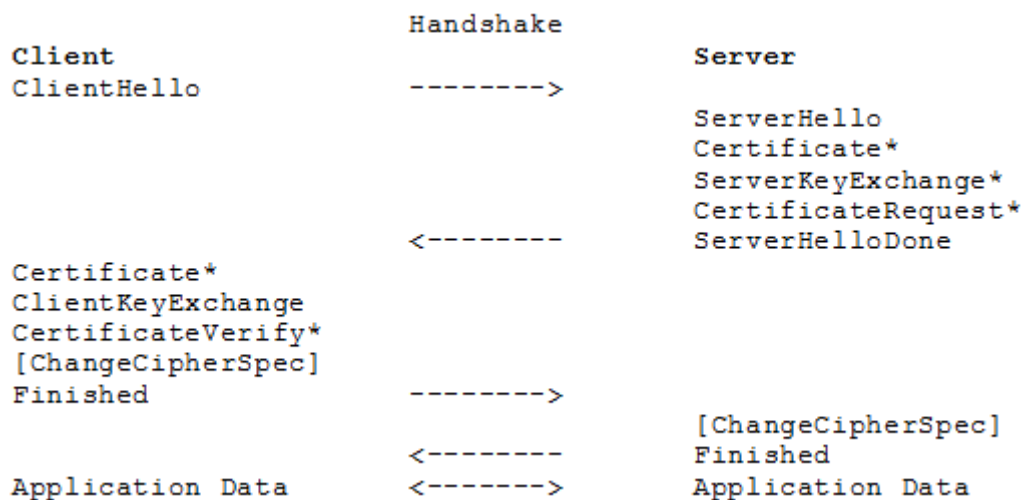 Handshake
Client Server
ClientHello -------->
ServerHello
Certificate*
ServerKeyExchange*
CertificateRequest*
<-------- ServerHelloDone
Certificate*
ClientKeyExchange
CertificateVerify*
[ChangeCipherSpec]
Finished -------->
[ChangeCipherSpec]
<-------- Finished
Application Data <-------> Application Data